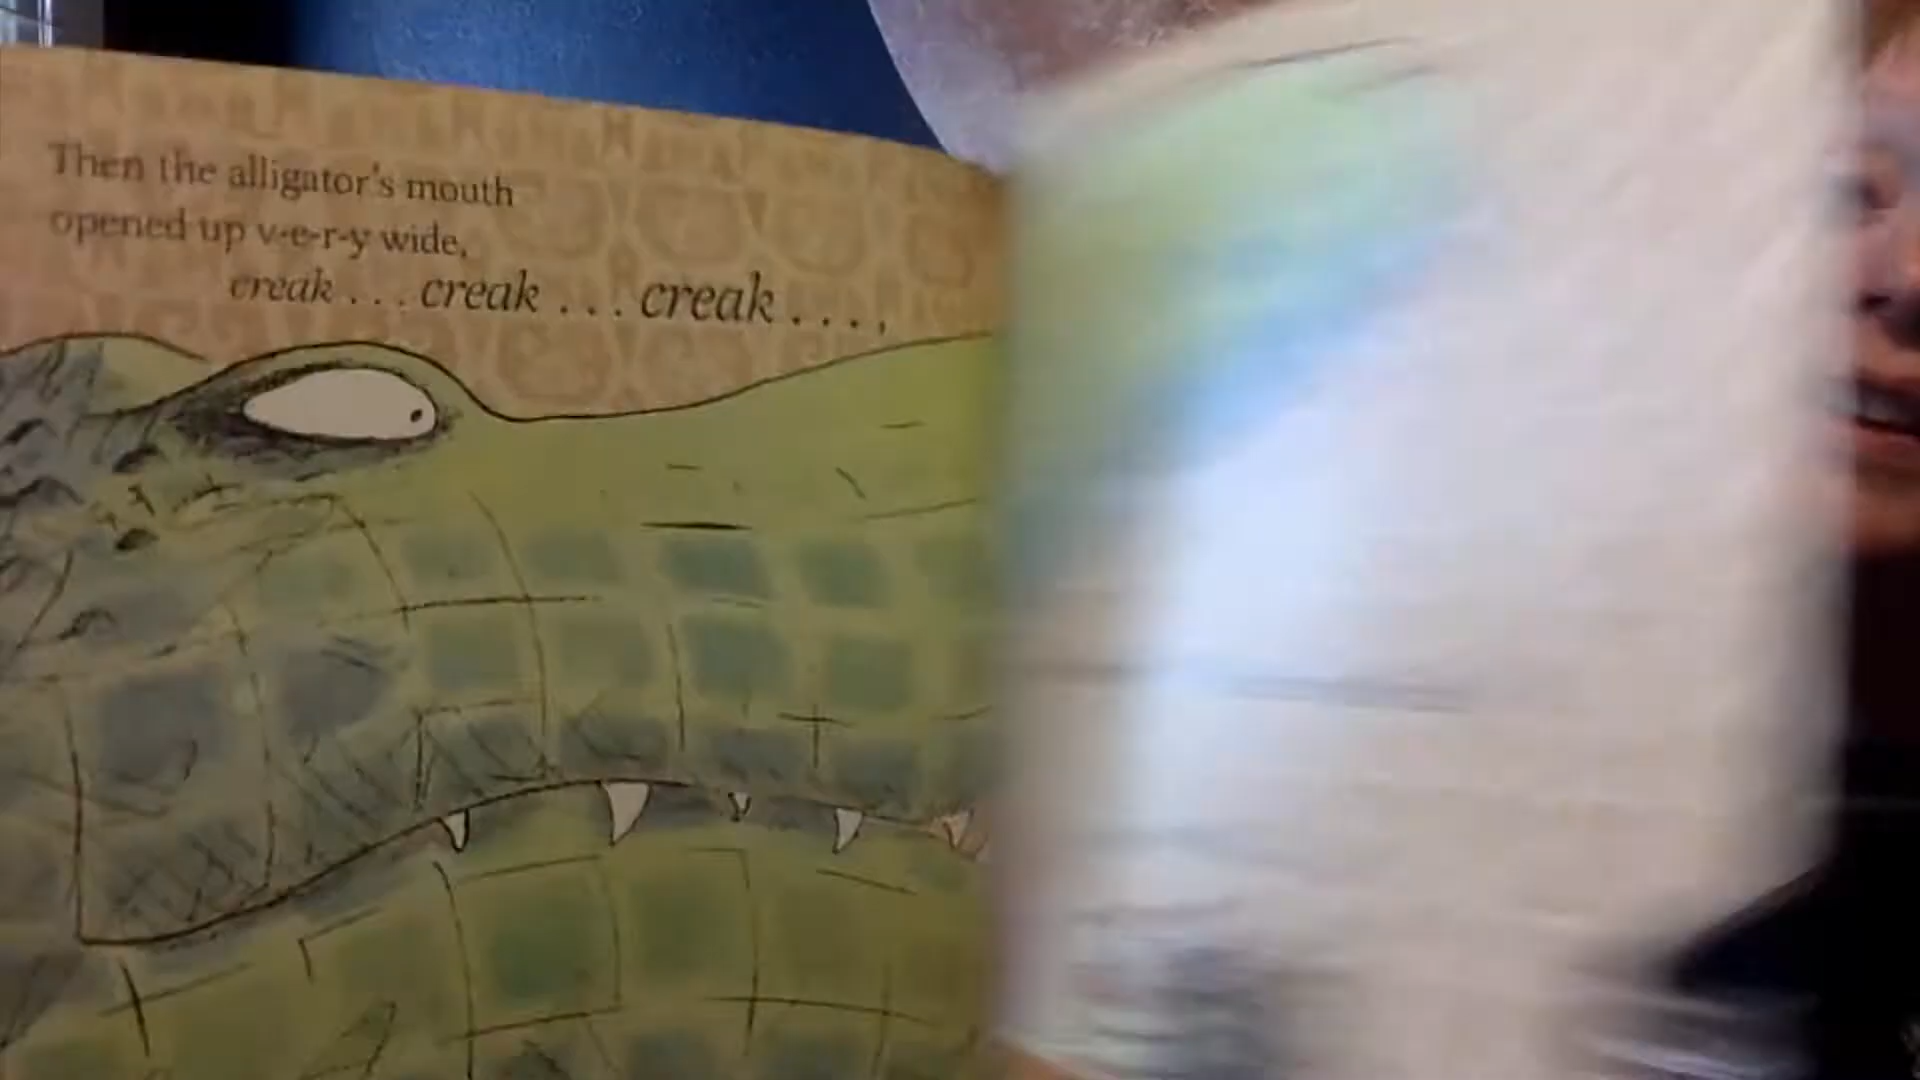 Then the alligator's mouth
opened up v-e-r-y wide,
creak . . . creak . . . creak . . . . ,